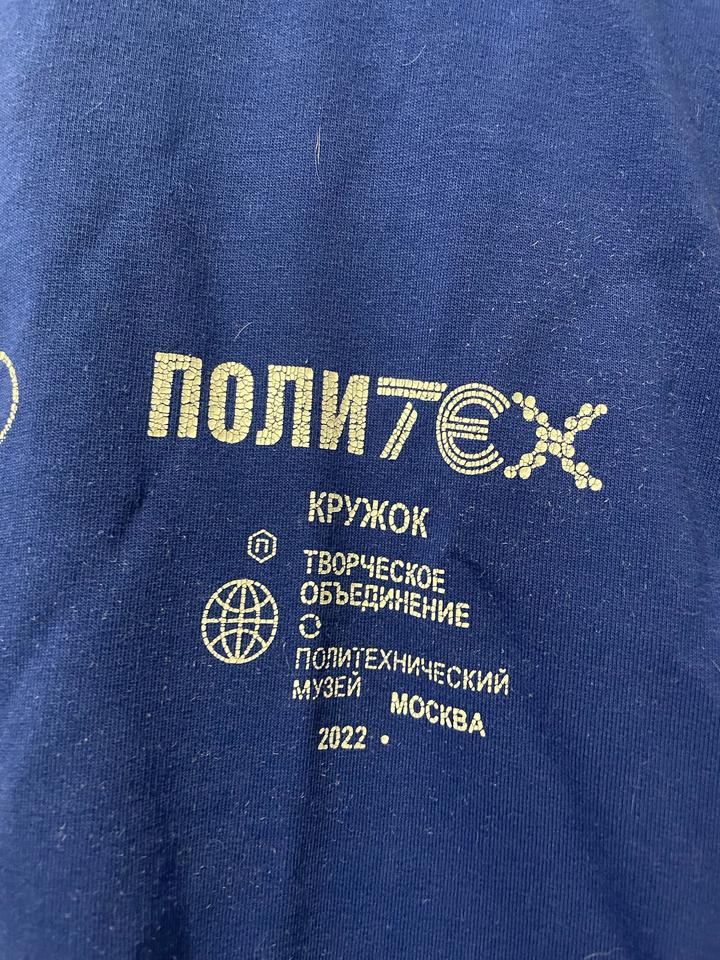 ПОЛИТЕХ
КРУЖОК
П
ТВОРЧЕСКОЕ
ОБЪЕДИНЕНИЕ
ПОЛИТЕХНИЧЕСКИЙ
МУЗЕЙ МОСКВА
2022 •